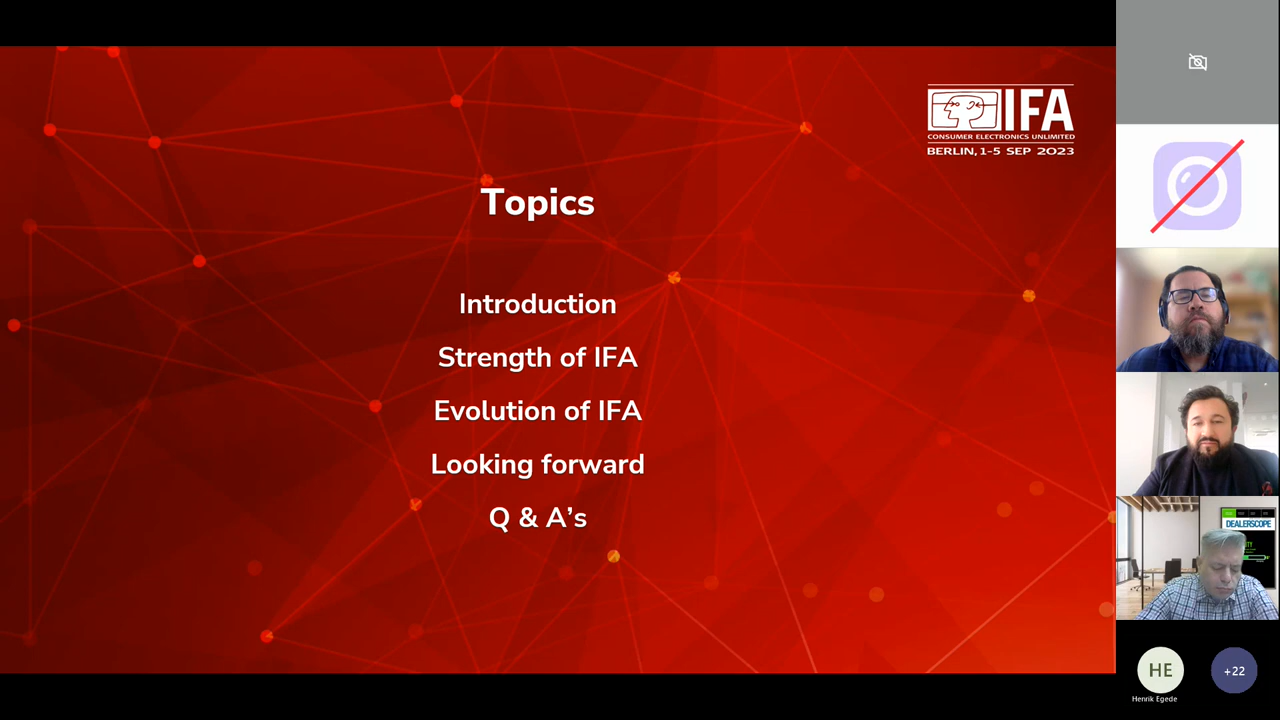 IFA
CONSUMER ELECTRONICS UNLIMITED
BERLIN, 1-5 SEP 2023
Topics
Introduction
Strength of IFA
Evolution of IFA
Looking forward
Q & A's
DEALERSCOPE
HE
+22
Henrik Egede